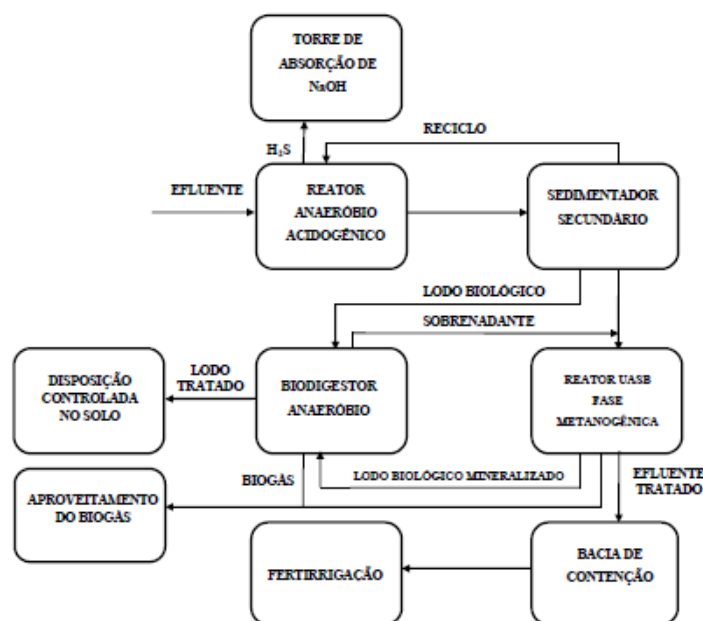 TORRE DE
ABSORÇÃO DE
NaOH
RECICLO
H₂S
EFLUENTE
REATOR
ANAERÓBIO
ACIDOGÊNICO
SEDIMENTADOR
SECUNDÁRIO
LODO BIOLÓGICO
SOBRENADANTE
LODO
TRATADO
DISPOSIÇÃO
CONTROLADA
NO SOLO
BIODIGESTOR
ANAERÓBIO
REATOR UASB
FASE
METANOGÊNICA
BIOGÁS
LODO BIOLÓGICO MINERALIZADO
EFLUENTE
TRATADO
APROVEITAMENTO
DO BIOGÁS
FERTIRRIGAÇÃO
BACIA DE
CONTENÇÃO